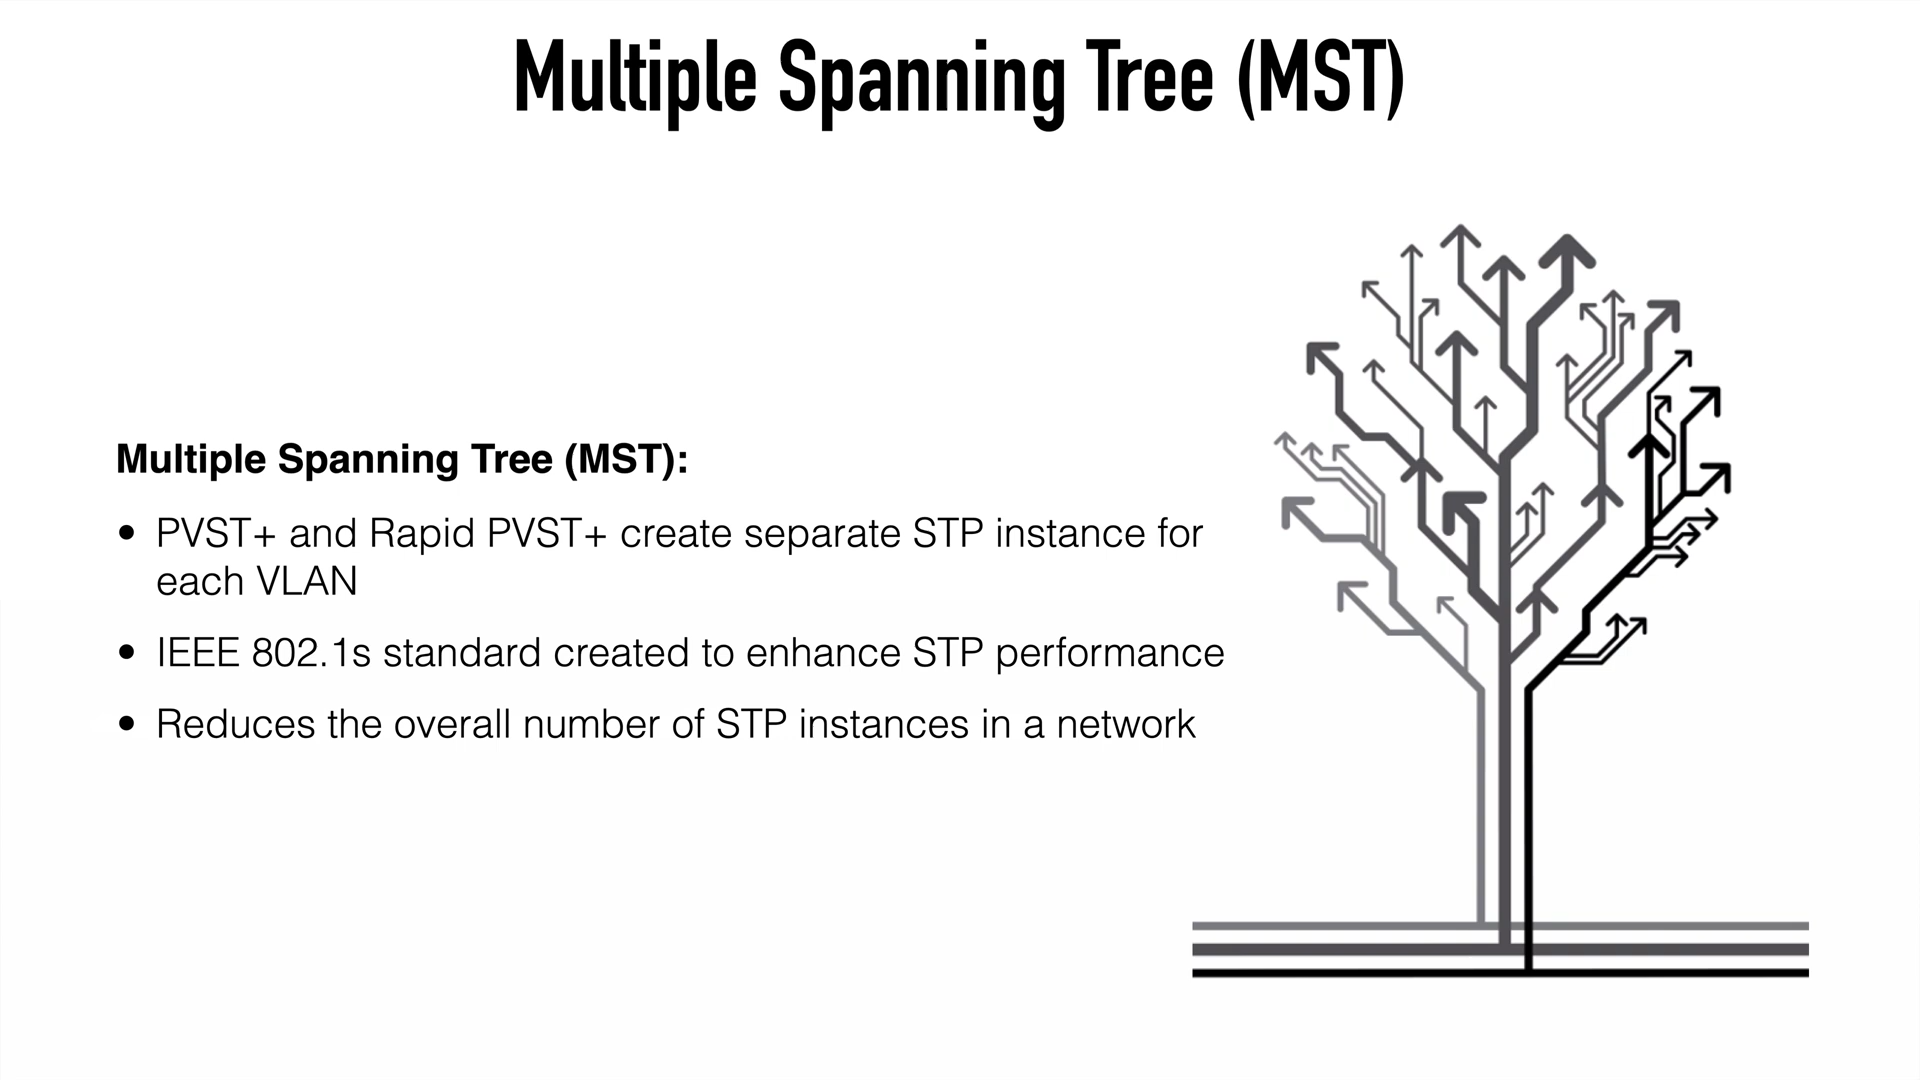 Multiple Spanning Tree (MST)
Multiple Spanning Tree (MST):
• PVST+ and Rapid PVST+ create separate STP instance for
each VLAN
• IEEE 802.1s standard created to enhance STP performance
• Reduces the overall number of STP instances in a network